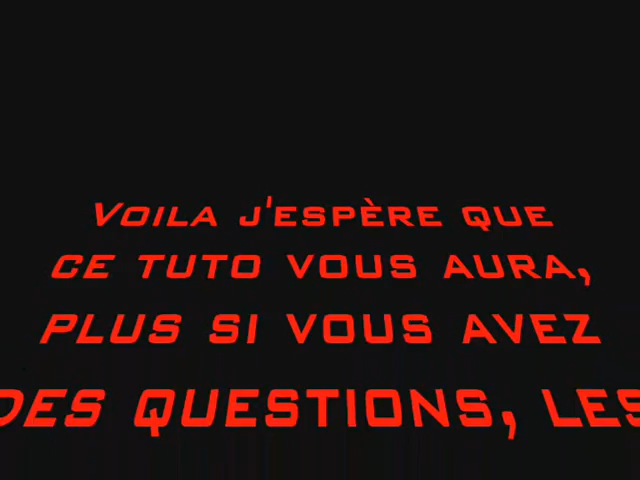 Voila j'espère que
ce tuto vous aura,
plus si vous avez
des questions, les